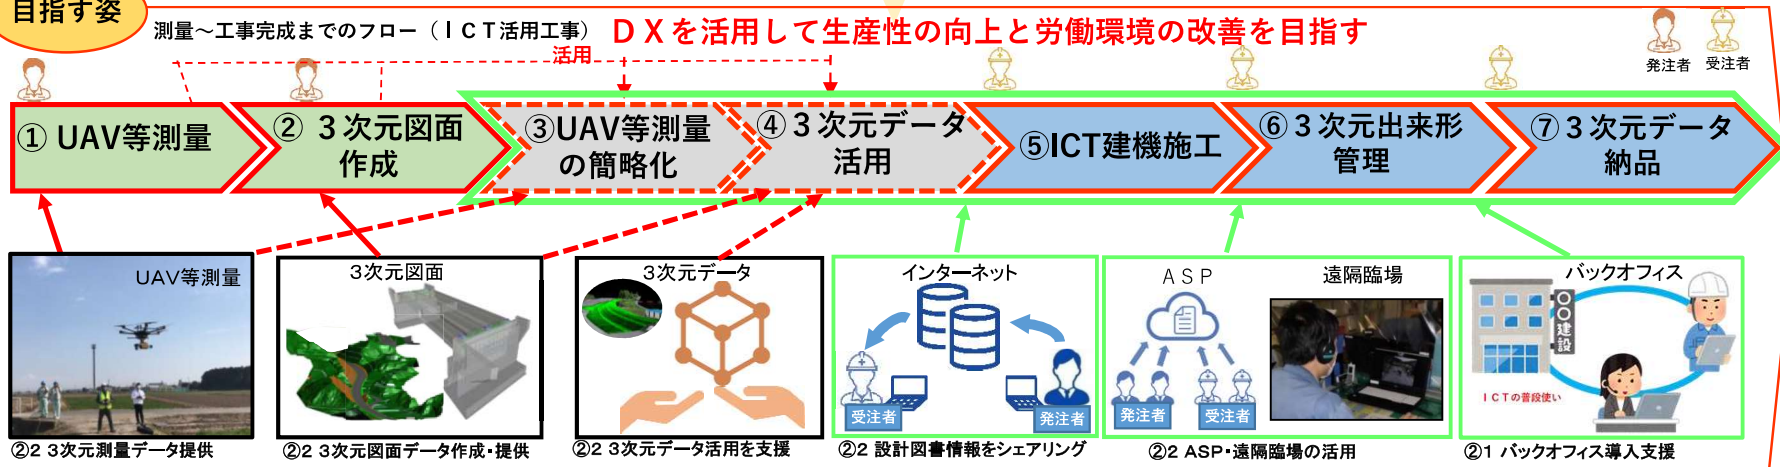 目指す姿
測量～工事完成までのフロー（ＩＣＴ活用工事）
ＤＸを活用して生産性の向上と労働環境の改善を目指す
活用
発注者
受注者
① UAV等測量
② ３次元図面
作成
③UAV等測量
の簡略化
④３次元データ
活用
⑤ICT建機施工
⑥３次元出来形
管理
⑦３次元データ
納品
UAV等測量
②2 3次元測量データ提供
3次元図面
②2 3次元図面データ作成・提供
3次元データ
②2 3次元データ活用を支援
インターネット
受注者
発注者
②2 設計図書情報をシェアリング
ＡＳＰ
遠隔臨場
発注者
受注者
②2 ASP・遠隔臨場の活用
バックオフィス
〇〇建設
ＩＣＴの普段使い
②1 バックオフィス導入支援